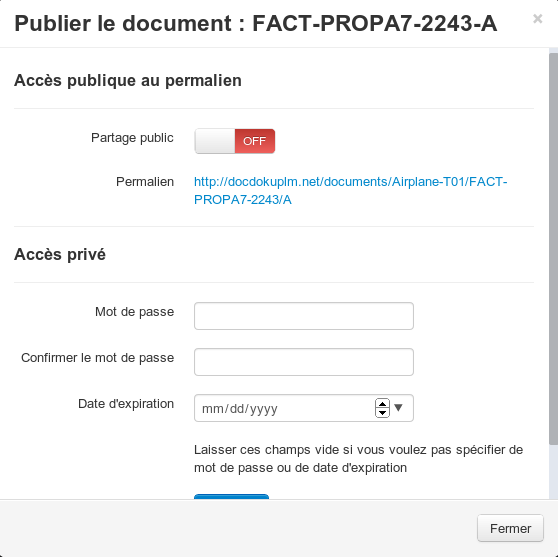 Publier le document : FACT-PROPA7-2243-A
×
Accès publique au permalien
Partage public
OFF
Permalien
http://docdokuplm.net/documents/Airplane-T01/FACT-
PROPA7-2243/A
Accès privé
Mot de passe
Confirmer le mot de passe
Date d'expiration
mm/dd/yyyy
Laisser ces champs vide si vous voulez pas spécifier de
mot de passe ou de date d'expiration
Fermer